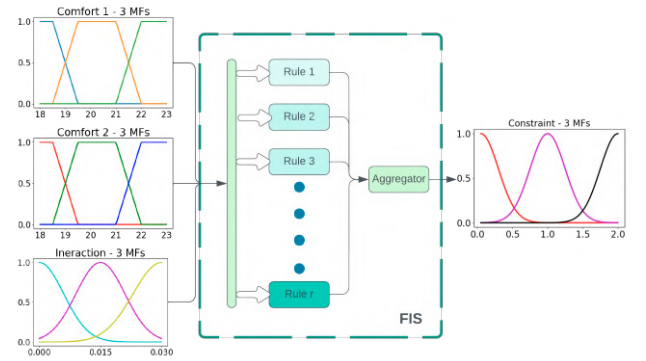 Comfort 1 - 3 MFs
1.0
0.5
0.0
18 19 20 21 22 23
Comfort 2 - 3 MFs
1.0
0.5
0.0
18 19 20 21 22 23
Ineraction - 3 MFs
1.0
0.5
0.0
0.000 0.015 0.030
Rule 1
Rule 2
Rule 3
Rule r
Aggregator
FIS
Constraint - 3 MFs
1.0
0.5
0.0
0.0 0.5 1.0 1.5 2.0